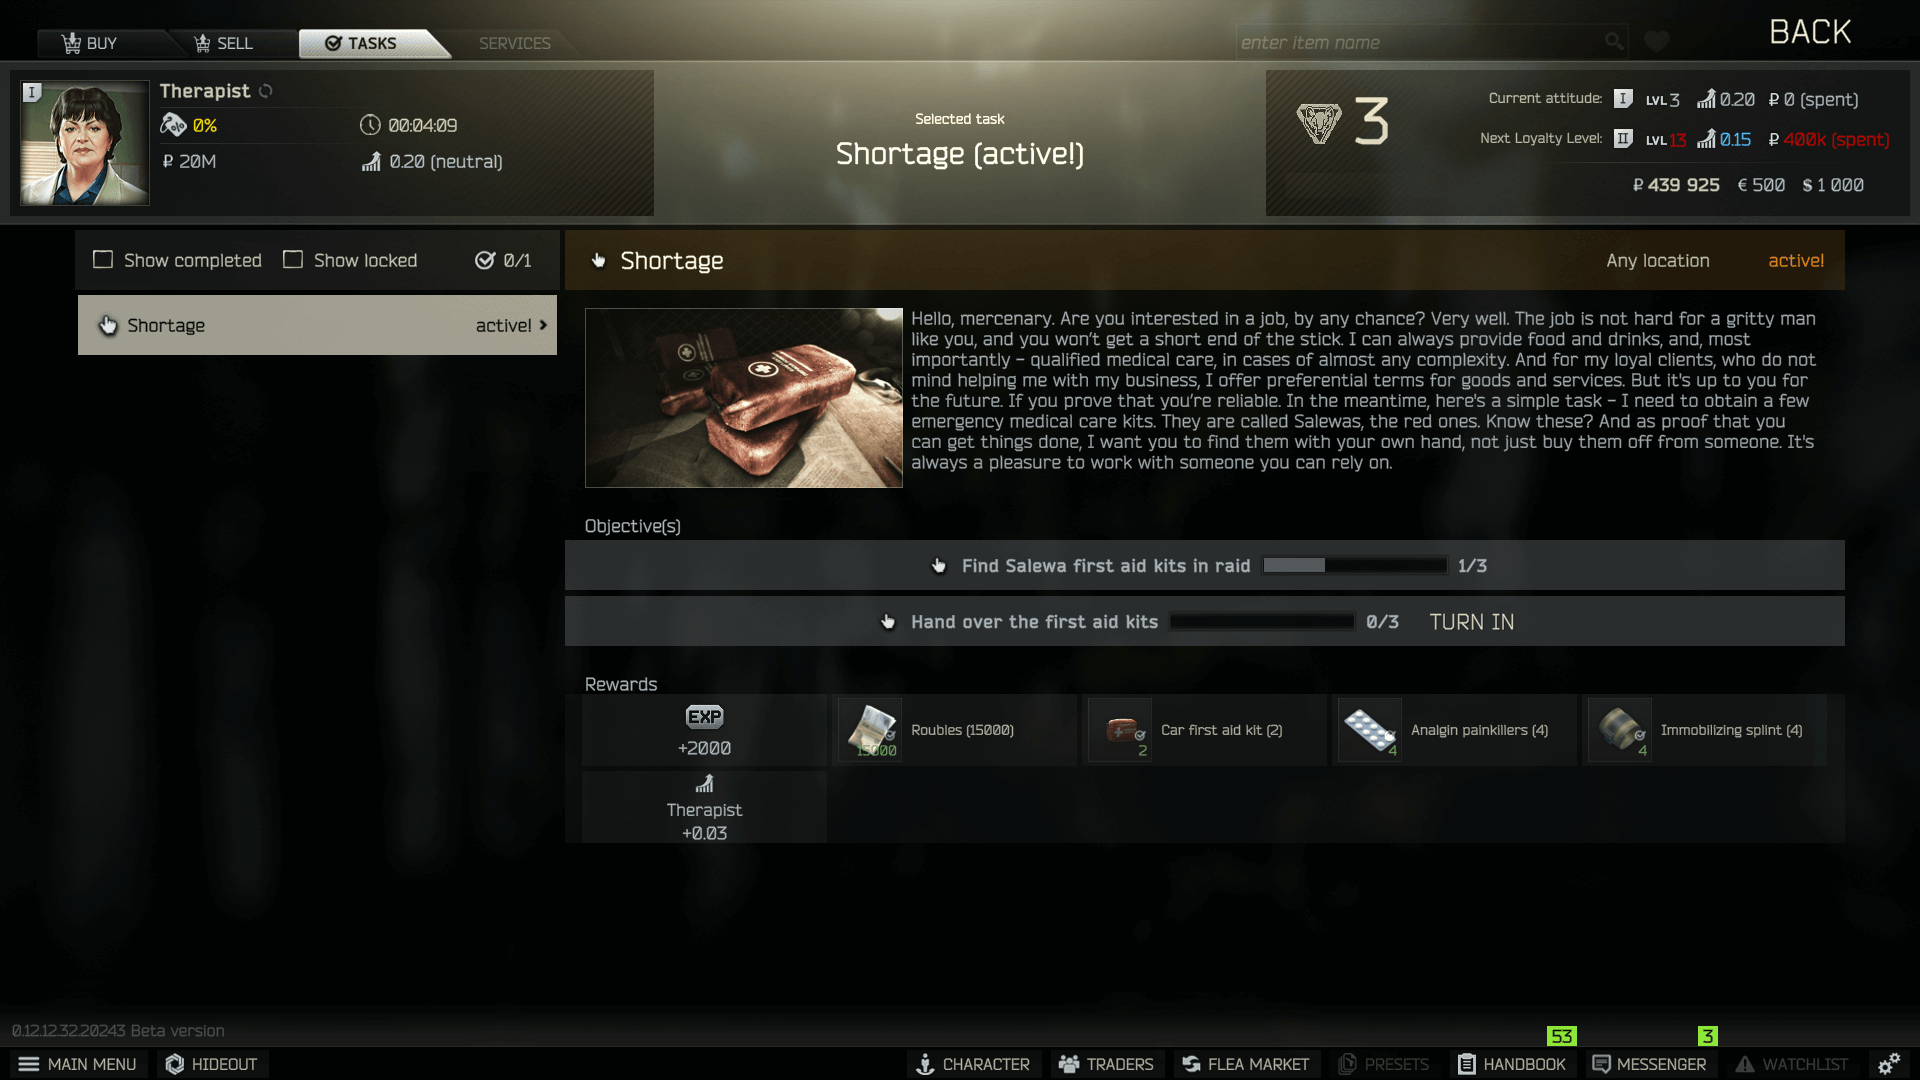 BUY
SELL
TASKS
SERVICES
enter item name
BACK
I
Therapist
0%
00:04:09
₽ 20M
0.20 (neutral)
Selected task
Shortage (active!)
3
Current attitude: I LVL 3 0.20 ₽ 0 (spent)
Next Loyalty Level: II LVL 13 0.15 ₽ 400k (spent)
₽ 439 925 € 500 $ 1 000
Show completed
Show locked
0/1
Shortage
active!
Shortage
Any location
active!
Hello, mercenary. Are you interested in a job, by any chance? Very well. The job is not hard for a gritty man
like you, and you won't get a short end of the stick. I can always provide food and drinks, and, most
importantly – qualified medical care, in cases of almost any complexity. And for my loyal clients, who do not
mind helping me with my business, I offer preferential terms for goods and services. But it's up to you for
the future. If you prove that you're reliable. In the meantime, here's a simple task – I need to obtain a few
emergency medical care kits. They are called Salewas, the red ones. Know these? And as proof that you
can get things done, I want you to find them with your own hand, not just buy them off from someone. It's
always a pleasure to work with someone you can rely on.
Objective(s)
Find Salewa first aid kits in raid 1/3
Hand over the first aid kits 0/3 TURN IN
Rewards
EXP
+2000
15000
Roubles (15000)
2
Car first aid kit (2)
4
Analgin painkillers (4)
4
Immobilizing splint (4)
Therapist
+0.03
0.12.12.32.20243 Beta version
53
3
MAIN MENU
HIDEOUT
CHARACTER
TRADERS
FLEA MARKET
PRESETS
HANDBOOK
MESSENGER
WATCHLIST